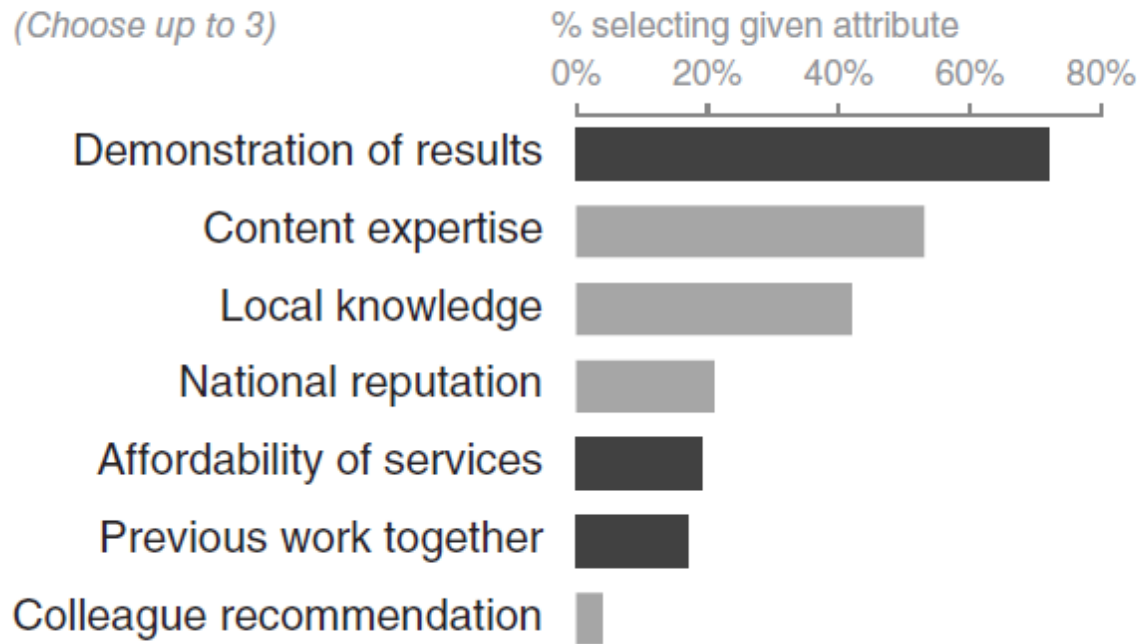 (Choose up to 3)
% selecting given attribute
0% 20% 40% 60% 80%
Demonstration of results
Content expertise
Local knowledge
National reputation
Affordability of services
Previous work together
Colleague recommendation